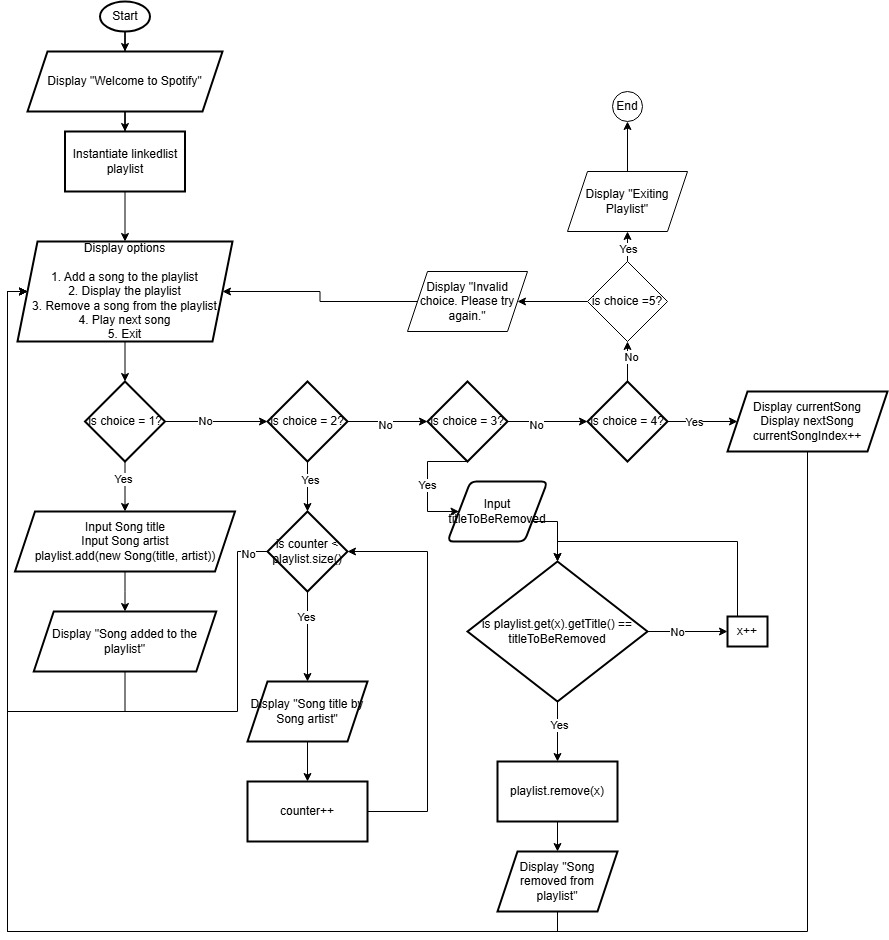 Start
Display "Welcome to Spotify"
Instantiate linkedlist
playlist
Display options
1. Add a song to the playlist
2. Display the playlist
3. Remove a song from the playlist
4. Play next song
5. Exit
End
Display "Exiting
Playlist"
Yes
is choice =5?
Display "Invalid
choice. Please try
again."
No
is choice = 1?
No
is choice = 2?
No
is choice = 3?
No
is choice = 4?
Yes
Display currentSong
Display nextSong
currentSongIndex++
Yes
Input Song title
Input Song artist
playlist.add(new Song(title, artist))
Display "Song added to the
playlist"
Yes
is counter <
playlist.size()
No
Yes
Display "Song title by
Song artist"
counter++
Yes
Input
titleToBeRemoved
is playlist.get(x).getTitle() ==
titleToBeRemoved
No
x++
Yes
playlist.remove(x)
Display "Song
removed from
playlist"